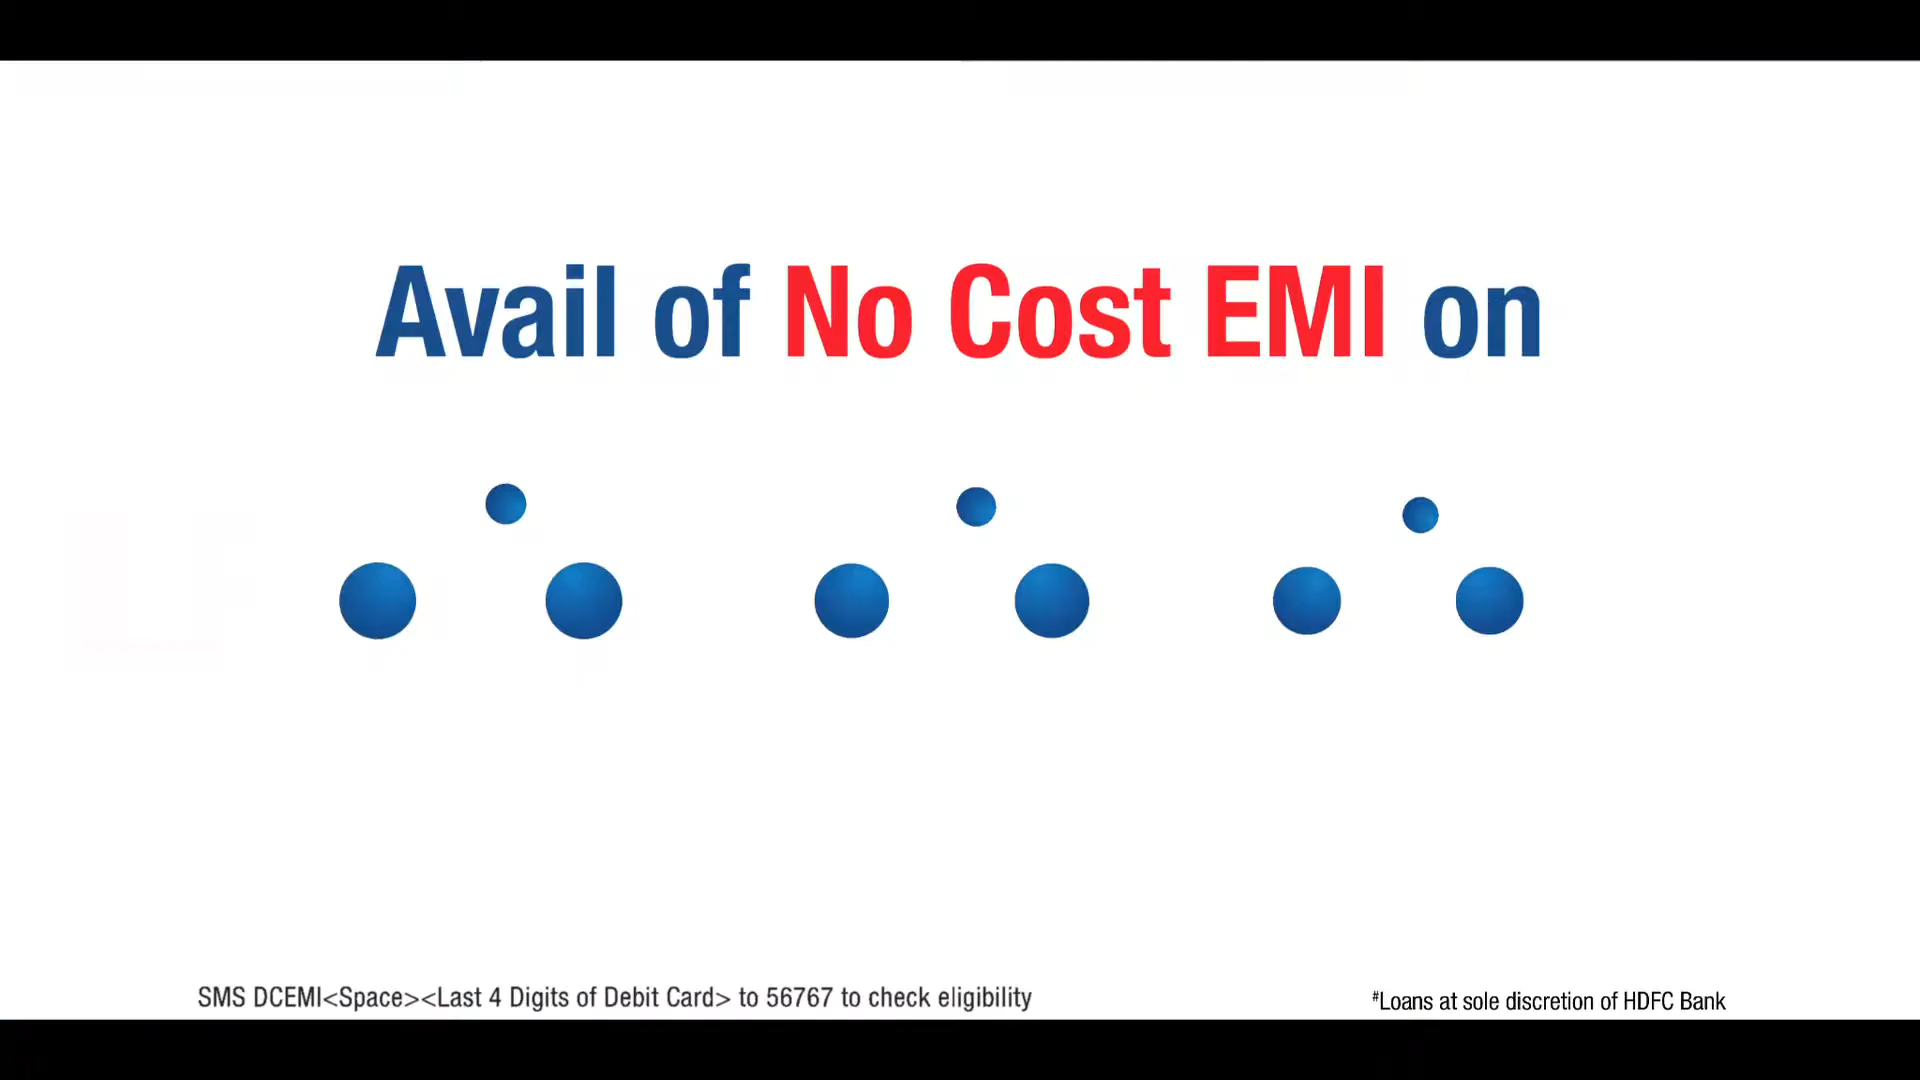 Avail of No Cost EMI on
SMS DCEMI<Space><Last 4 Digits of Debit Card> to 56767 to check eligibility
#Loans at sole discretion of HDFC Bank